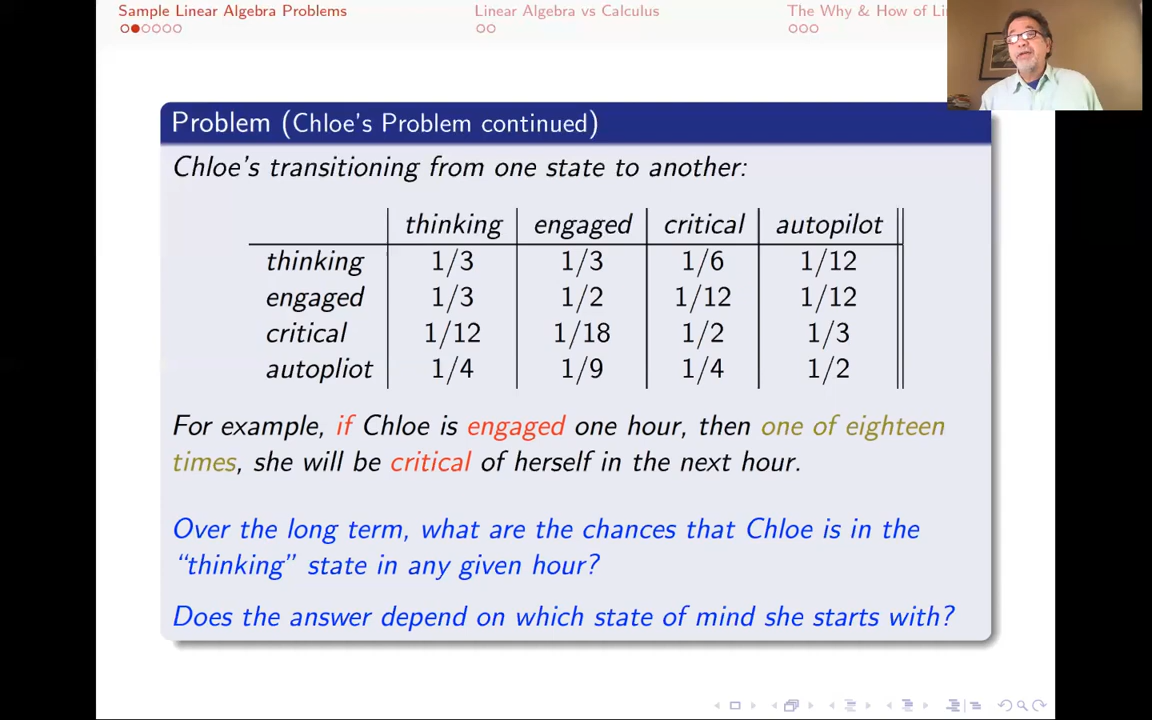 Sample Linear Algebra Problems Linear Algebra vs Calculus The Why & How of
Problem (Chloe's Problem continued)
Chloe's transitioning from one state to another:
thinking engaged critical autopilot
thinking 1/3 1/3 1/6 1/12
engaged 1/3 1/2 1/12 1/12
critical 1/12 1/18 1/2 1/3
autopliot 1/4 1/9 1/4 1/2
For example, if Chloe is engaged one hour, then one of eighteen
times, she will be critical of herself in the next hour.
Over the long term, what are the chances that Chloe is in the
"thinking" state in any given hour?
Does the answer depend on which state of mind she starts with?